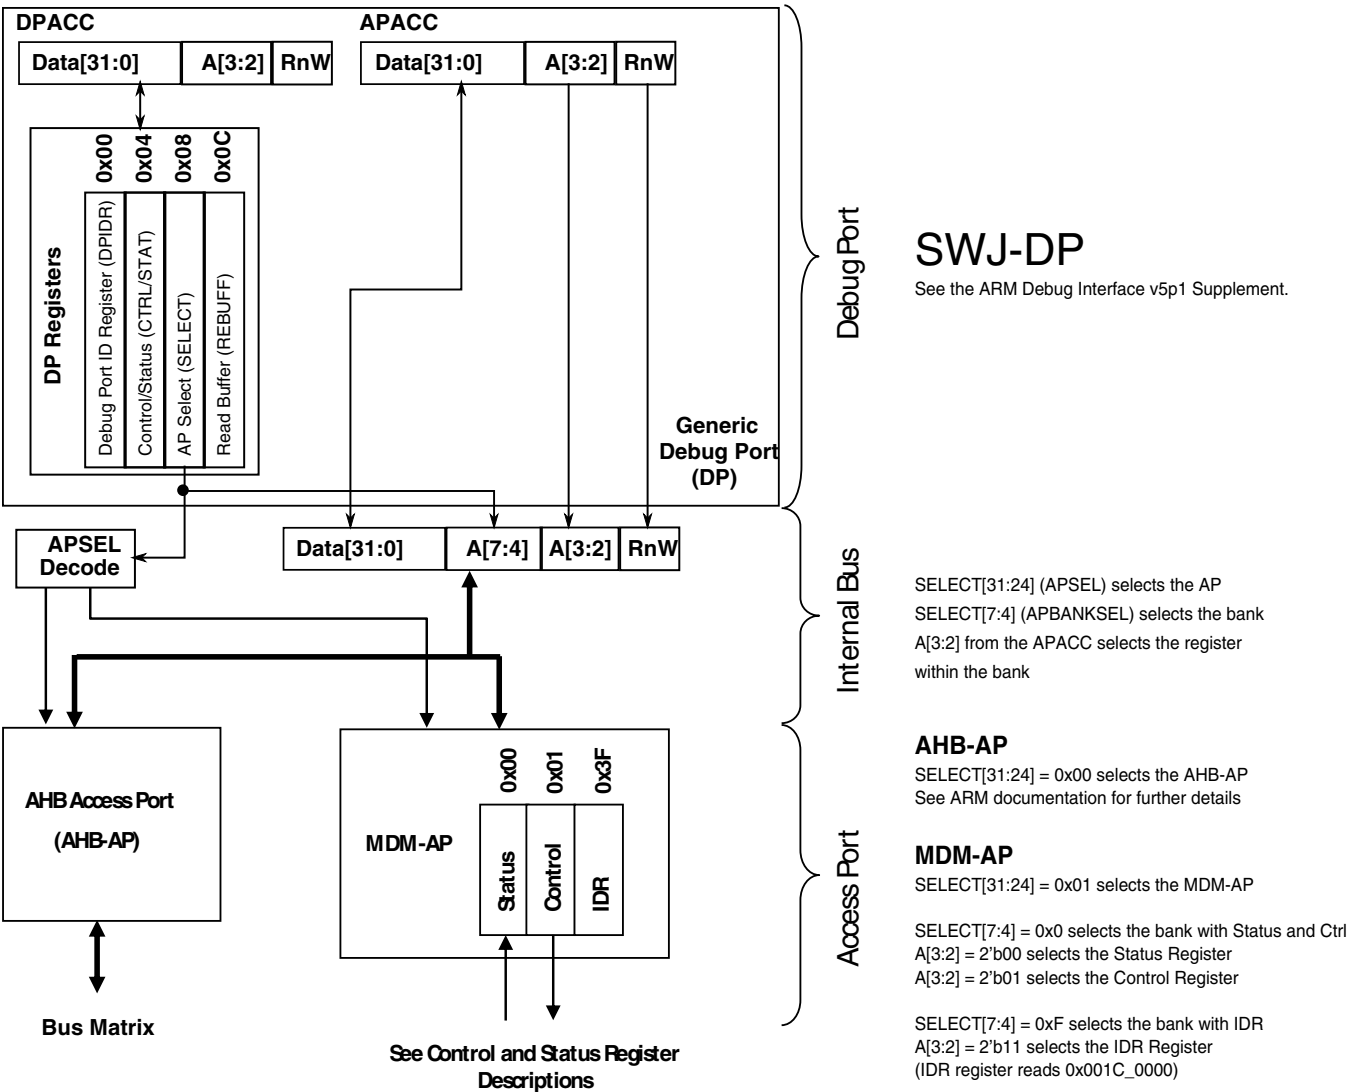 DPACC
APACC
Data[31:0]
A[3:2]
RnW
Data[31:0]
A[3:2]
RnW
0x00
0x04
0x08
0x0C
DP Registers
Debug Port ID Register (DPIDR)
Control/Status (CTRL/STAT)
AP Select (SELECT)
Read Buffer (REBUFF)
Generic
Debug Port
(DP)
Debug Port
SWJ-DP
See the ARM Debug Interface v5p1 Supplement.
APSEL
Decode
Data[31:0]
A[7:4]
A[3:2]
RnW
Internal Bus
SELECT[31:24] (APSEL) selects the AP
SELECT[7:4] (APBANKSEL) selects the bank
A[3:2] from the APACC selects the register
within the bank
AHB Access Port
(AHB-AP)
Bus Matrix
MDM-AP
0x00
0x01
0x3F
Status
Control
IDR
See Control and Status Register
Descriptions
Access Port
AHB-AP
SELECT[31:24] = 0x00 selects the AHB-AP
See ARM documentation for further details
MDM-AP
SELECT[31:24] = 0x01 selects the MDM-AP
SELECT[7:4] = 0x0 selects the bank with Status and Ctrl
A[3:2] = 2'b00 selects the Status Register
A[3:2] = 2'b01 selects the Control Register
SELECT[7:4] = 0xF selects the bank with IDR
A[3:2] = 2'b11 selects the IDR Register
(IDR register reads 0x001C_0000)